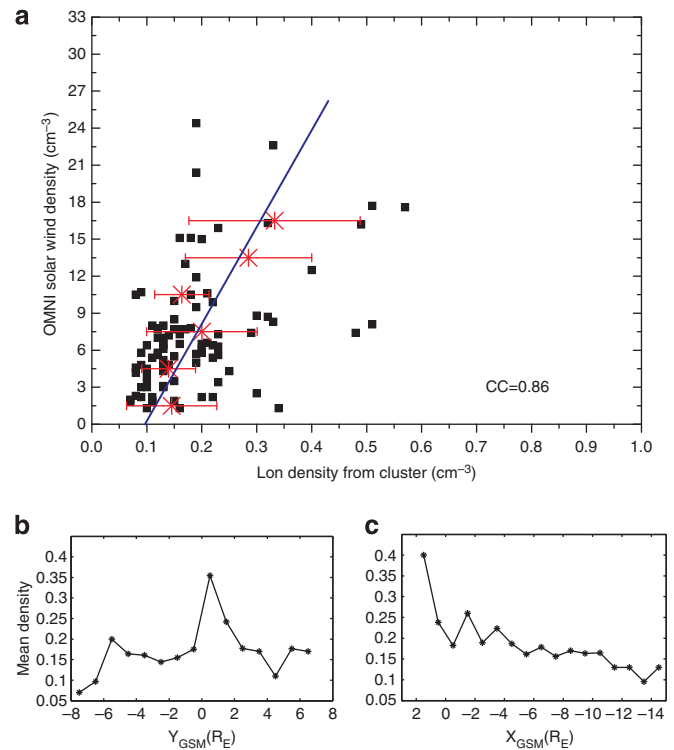 a
33
30
27
24
21
18
15
12
9
6
3
0
OMNI solar wind density (cm⁻³)
CC=0.86
0.0 0.1 0.2 0.3 0.4 0.5 0.6 0.7 0.8 0.9 1.0
Lon density from cluster (cm⁻³)
b
0.4
0.35
0.3
0.25
0.2
0.15
0.1
0.05
Mean density
−8 −6 −4 −2 0 2 4 6 8
Y_GSM(R_E)
c
0.4
0.35
0.3
0.25
0.2
0.15
0.1
0.05
2 0 −2 −4 −6 −8 −10 −12 −14
X_GSM(R_E)